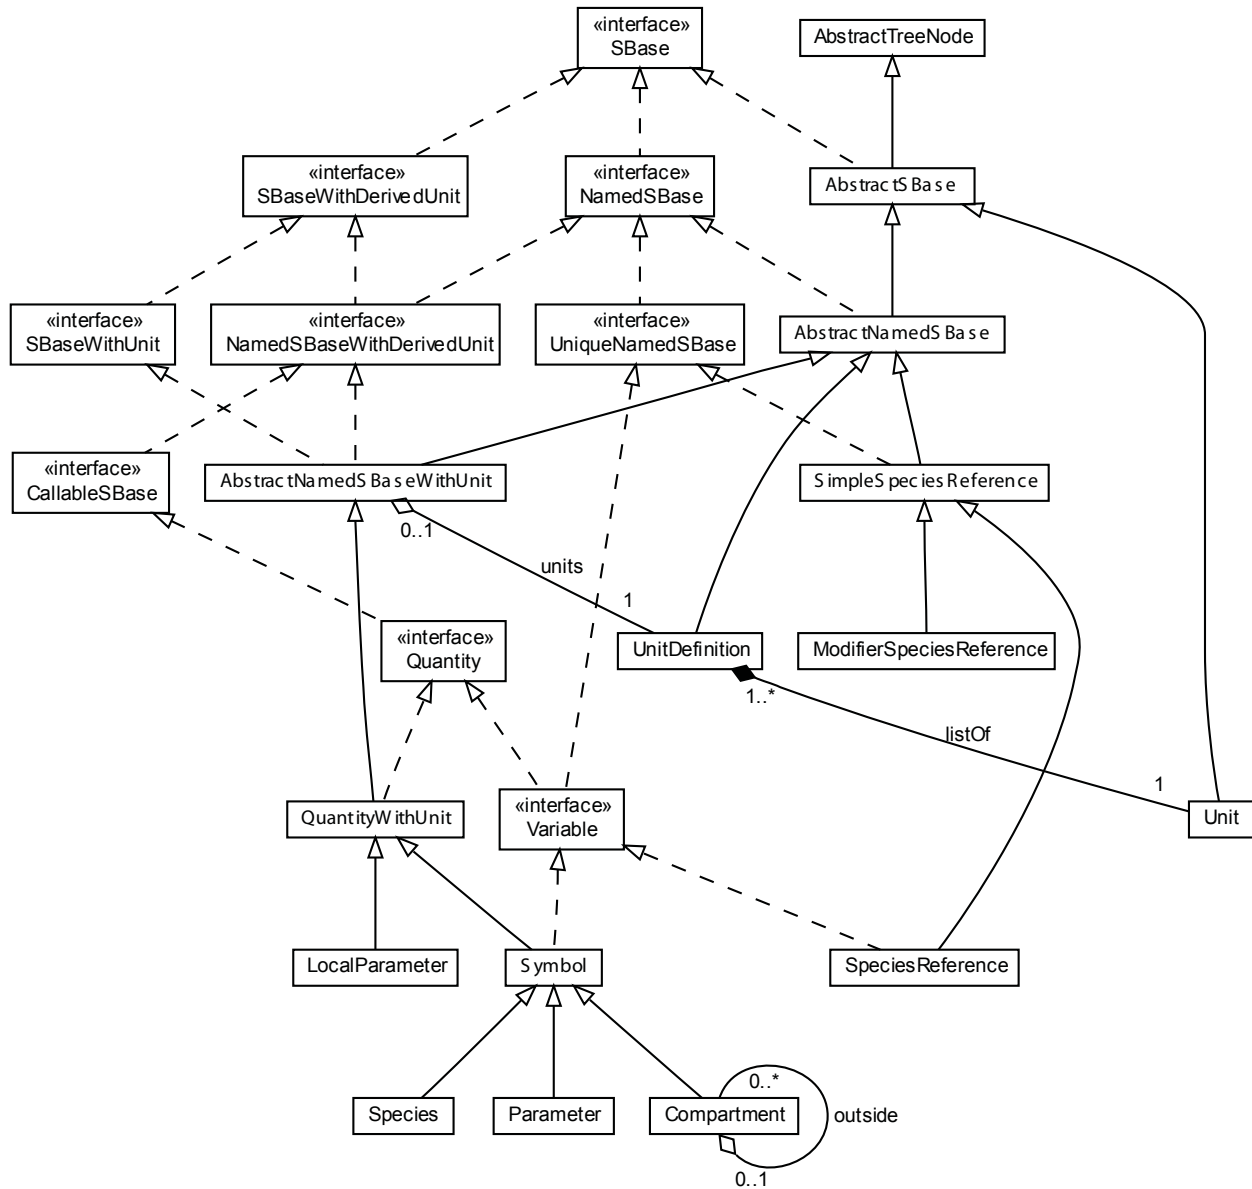 «interface»
SBase
AbstractTreeNode
«interface»
SBaseWithDerivedUnit
«interface»
NamedSBase
AbstractSBase
«interface»
SBaseWithUnit
«interface»
NamedSBaseWithDerivedUnit
«interface»
UniqueNamedSBase
AbstractNamedSBase
«interface»
CallableSBase
AbstractNamedSBaseWithUnit
SimpleSpeciesReference
0..1
units
1
«interface»
Quantity
UnitDefinition
ModifierSpeciesReference
1..*
listOf
1
QuantityWithUnit
«interface»
Variable
Unit
LocalParameter
Symbol
SpeciesReference
0..*
Species
Parameter
Compartment
outside
0..1